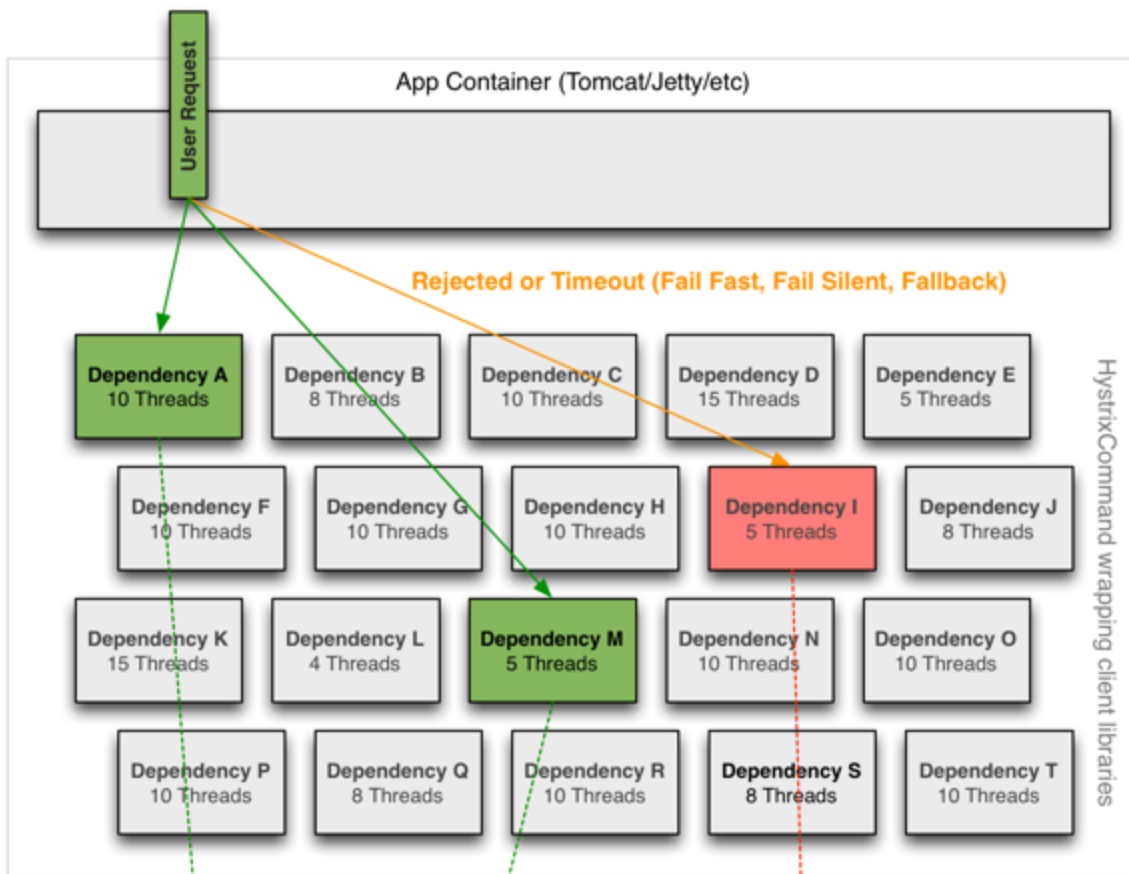 User Request
App Container (Tomcat/Jetty/etc)
Rejected or Timeout (Fail Fast, Fail Silent, Fallback)
Dependency A
10 Threads
Dependency B
8 Threads
Dependency C
10 Threads
Dependency D
15 Threads
Dependency E
5 Threads
Dependency F
10 Threads
Dependency G
10 Threads
Dependency H
10 Threads
Dependency I
5 Threads
Dependency J
8 Threads
Dependency K
15 Threads
Dependency L
4 Threads
Dependency M
5 Threads
Dependency N
10 Threads
Dependency O
10 Threads
Dependency P
10 Threads
Dependency Q
8 Threads
Dependency R
10 Threads
Dependency S
8 Threads
Dependency T
10 Threads
HystrixCommand wrapping client libraries